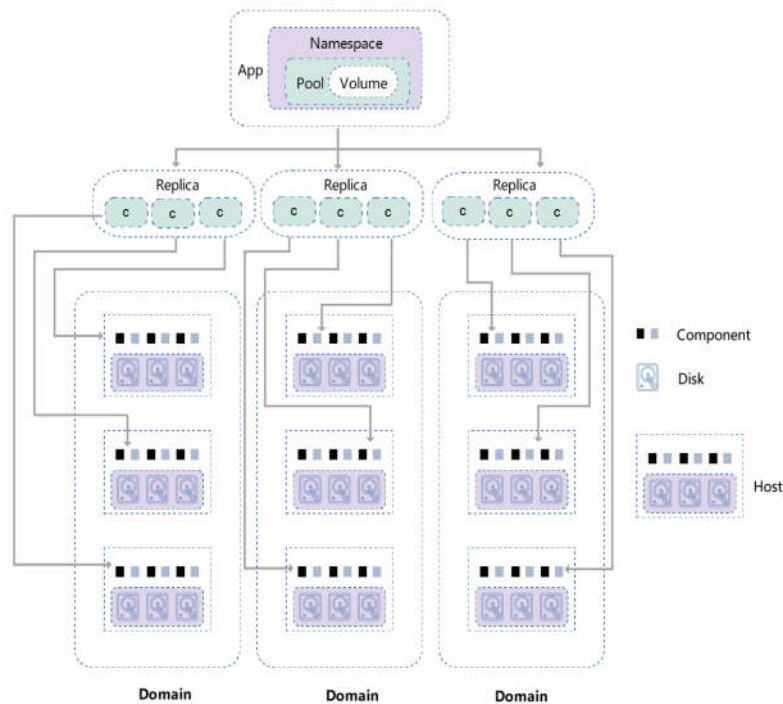 Namespace
App
Pool Volume
Replica Replica Replica
c c c c c c c c c
Component
Disk
Host
Domain Domain Domain